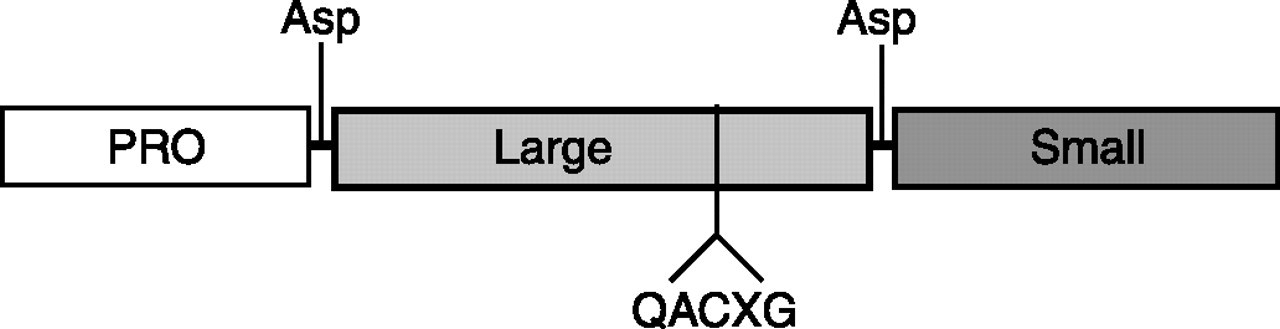 Asp Asp
PRO Large Small
QACXG